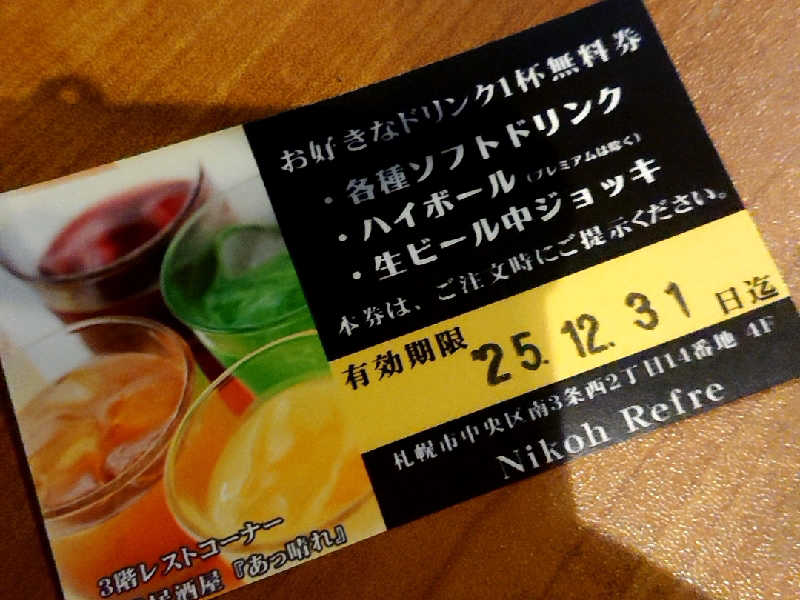 お好きなドリンク1杯無料券
・各種ソフトドリンク
・ハイボール(プレミアムは除く)
・生ビール中ジョッキ
本券は、ご注文時にご提示ください。
有効期限 '25.12.31 日迄
札幌市中央区南3条西2丁目14番地 4F
Nikoh Refre
3階レストコーナー
居酒屋『あっ晴れ』